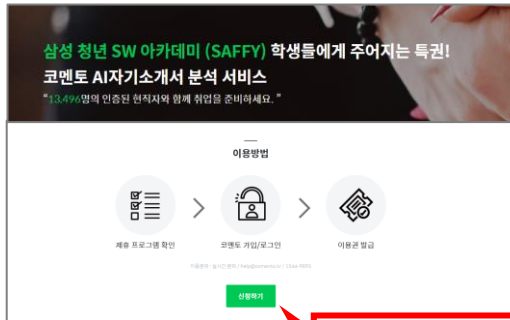 삼성 청년 SW 아카데미 (SAFFY) 학생들에게 주어지는 특권!
코멘토 AI자기소개서 분석 서비스
“13,496명의 인증된 현직자와 함께 취업을 준비하세요.”
이용방법
제휴 프로그램 확인
코멘토 가입/로그인
이용권 발급
신청하기